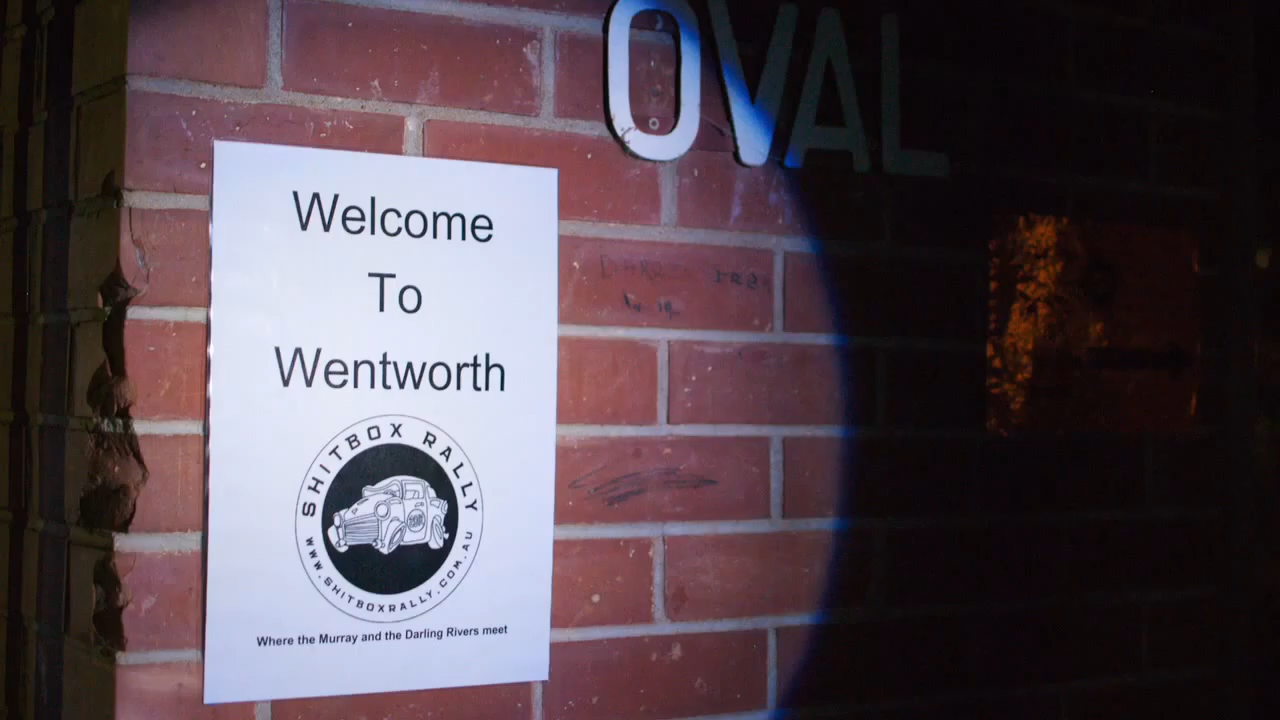 OVAL
Welcome
To
Wentworth
SHITBOX RALLY
WWW.SHITBOXRALLY.COM.AU
Where the Murray and the Darling Rivers meet